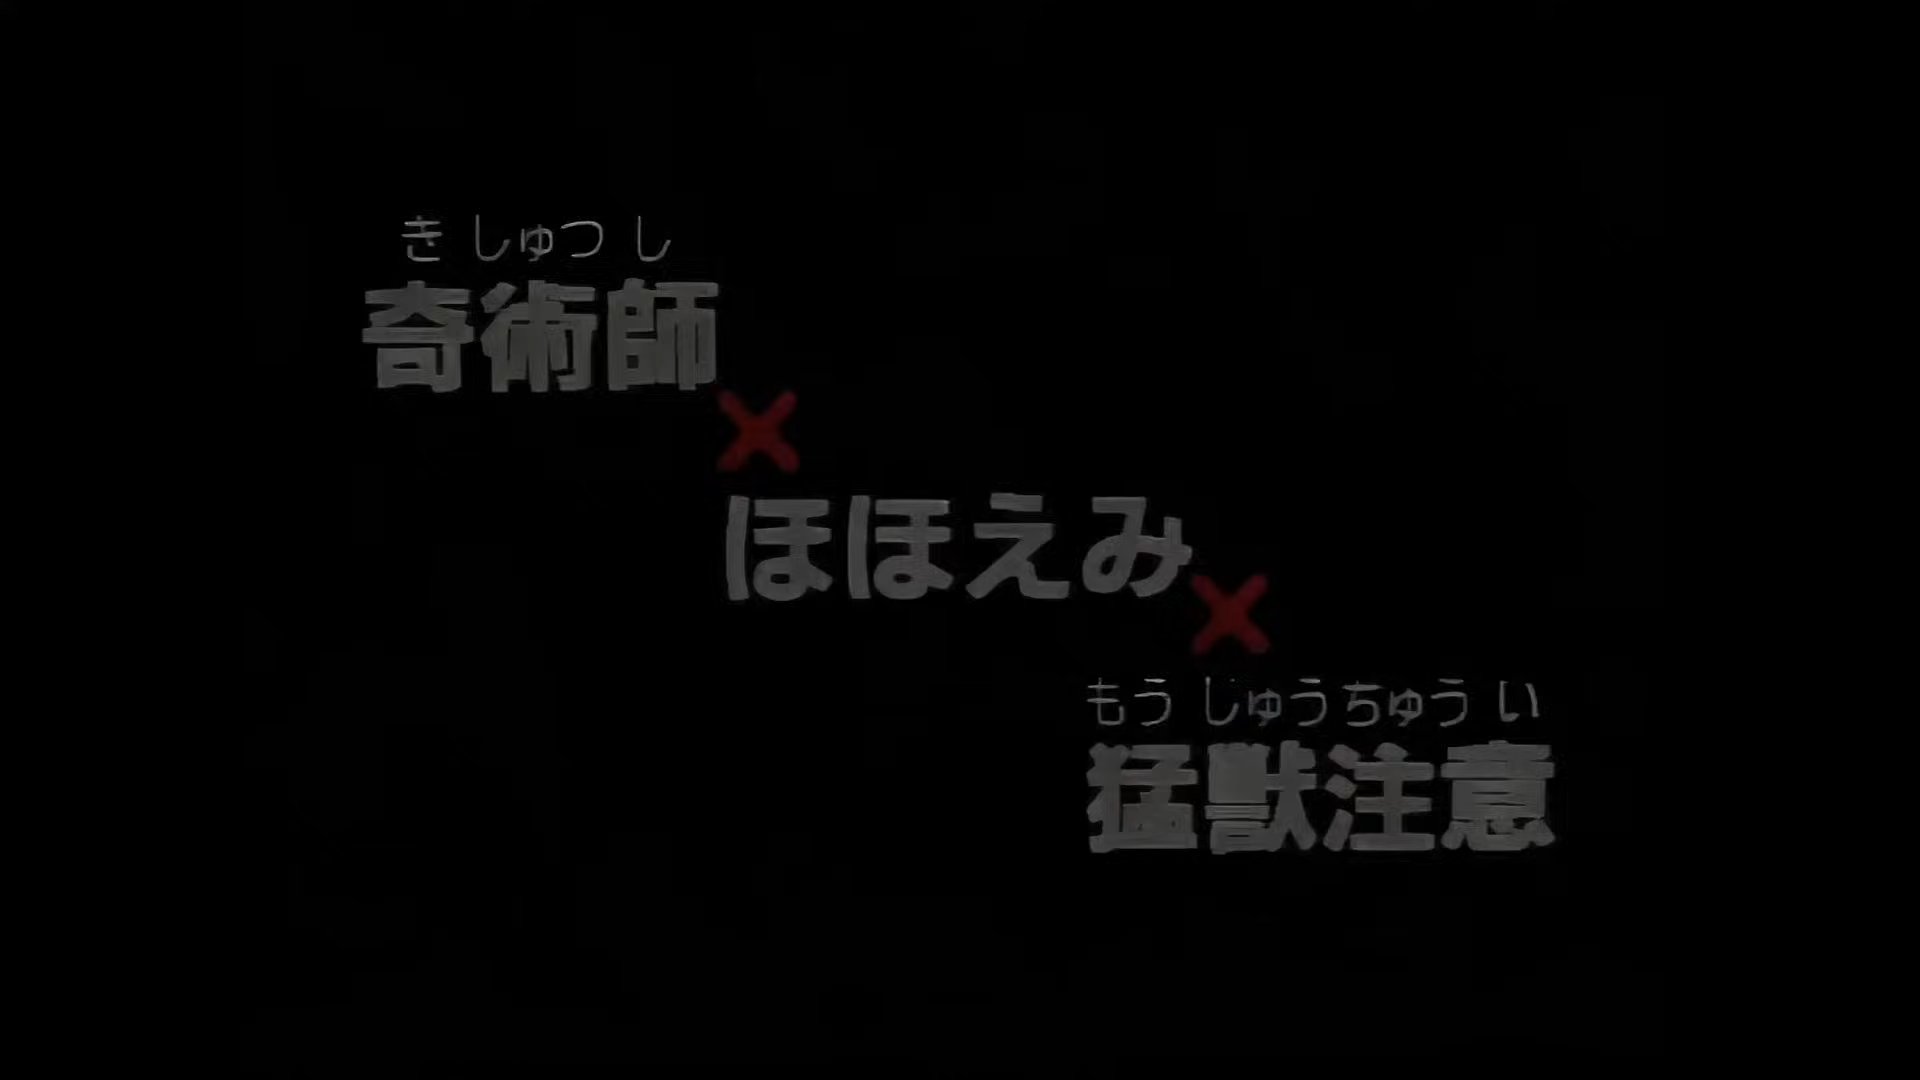 き しゅつ し
奇術師
×
ほほえみ
×
もう じゅう ちゅう い
猛獣注意